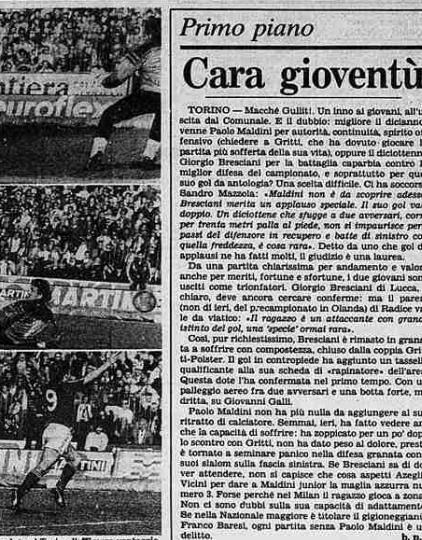 ntiera
euroflex
MARTINI
MARTINI
9
TINI
Primo piano
Cara gioventù
TORINO — Macché Gullit!. Un inno ai giovani, all'u
scita dal Comunale. E il dubbio: migliore il dicianno
venne Paolo Maldini per autorità, continuità, spirito of
fensivo (chiedere a Gritti, che ha dovuto giocare l
partita più sofferta della sua vita), oppure il diciottenn
Giorgio Bresciani per la battaglia caparbia contro l
miglior difesa del campionato, e soprattutto per que
suo gol da antologia? Una scelta difficile. Ci ha soccors
Sandro Mazzola: «Maldini non è da scoprire adess
Bresciani merita un applauso speciale. Il suo gol va
doppio. Un diciottenne che sfugge a due avversari, corr
per trenta metri palla al piede, non si impaurisce per
passi del difensore in recupero e batte di sinistro co
quella freddezza, è cosa rara». Detto da uno che gol d
applausi ne ha fatti molti, il giudizio è una laurea.
Da una partita chiarissima per andamento e valor
anche per meriti, fortune e sfortune, i due giovani son
usciti come trionfatori. Giorgio Bresciani di Lucca,
chiaro, deve ancora cercare conferme: ma il pare
(non di ieri, del precampionato in Olanda) di Radice va
le da viatico: «Il ragazzo è un attaccante con grand
istinto del gol, una 'specie' ormai rara».
Così, pur richiestissimo, Bresciani è rimasto in grana
ta a soffrire con compostezza, chiuso dalla coppia Grit
ti-Polster. Il gol in contropiede ha aggiunto un tassell
qualificante alla sua scheda di «rapinatore» dell'are
Questa dote l'ha confermata nel primo tempo. Con u
palleggio aereo fra due avversari e una botta forte, m
dritta, su Giovanni Galli.
Paolo Maldini non ha più nulla da aggiungere al su
ritratto di calciatore. Semmai, ieri, ha fatto vedere an
che la capacità di soffrire: ha zoppicato per un po' dop
lo scontro con Gritti, non ha dato peso al dolore, prest
è tornato a seminare panico nella difesa granata con
suoi slalom sulla fascia sinistra. Se Bresciani sa di do
ver attendere, non si capisce che cosa aspetti Azegli
Vicini per dare a Maldini junior la maglia azzurra nu
mero 3. Forse perché nel Milan il ragazzo gioca a zona
Non ci sono dubbi sulla sua capacità di adattamento
Se nella Nazionale maggiore è titolare il gigioneggiant
Franco Baresi, ogni partita senza Paolo Maldini è u
delitto.
b. p.